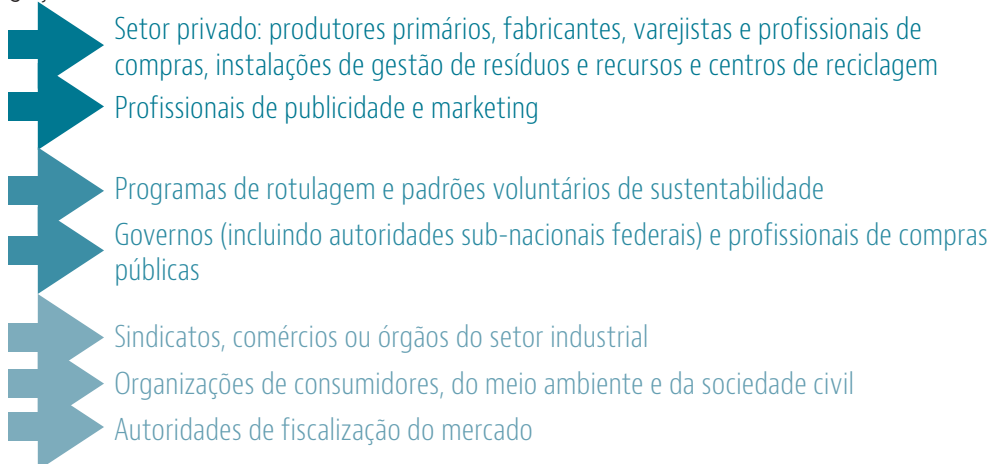 Setor privado: produtores primários, fabricantes, varejistas e profissionais de
compras, instalações de gestão de resíduos e recursos e centros de reciclagem
Profissionais de publicidade e marketing
Programas de rotulagem e padrões voluntários de sustentabilidade
Governos (incluindo autoridades sub-nacionais federais) e profissionais de compras
públicas
Sindicatos, comércios ou órgãos do setor industrial
Organizações de consumidores, do meio ambiente e da sociedade civil
Autoridades de fiscalização do mercado